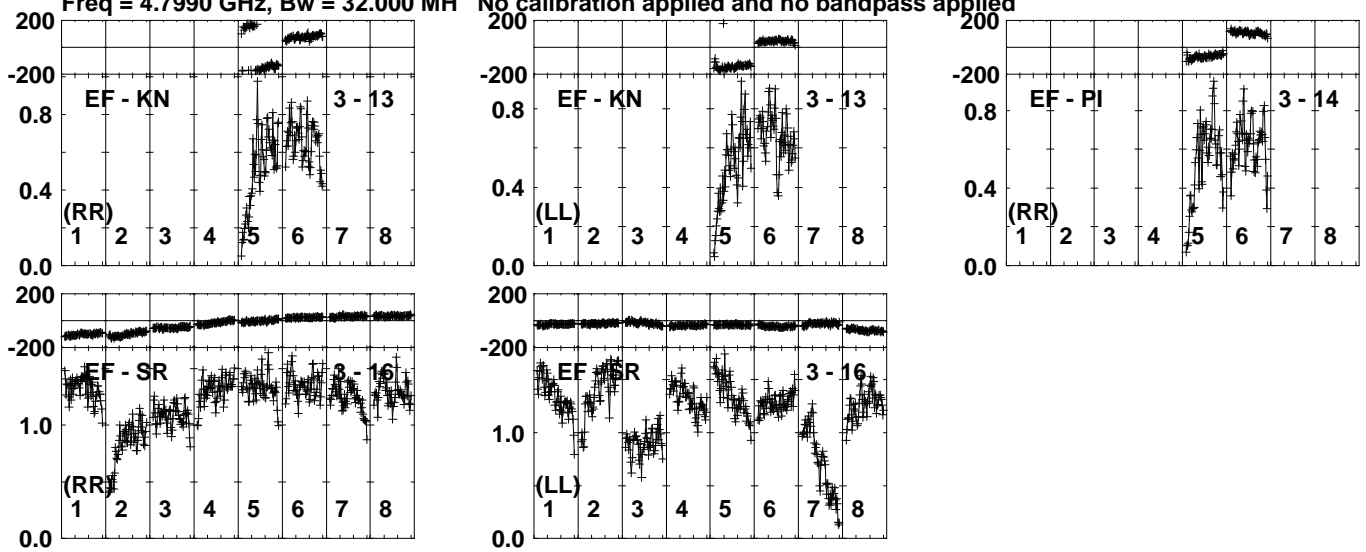 Freq = 4.7990 GHz, Bw = 32.000 MH No calibration applied and no bandpass applied
200
-200
EF - KN 3 - 13
0.8
0.4
(RR)
1 2 3 4 5 6 7 8
0.0
200
-200
EF - KN 3 - 13
0.8
0.4
(LL)
1 2 3 4 5 6 7 8
0.0
200
-200
EF - PI 3 - 14
0.8
0.4
(RR)
1 2 3 4 5 6 7 8
0.0
200
-200
EF - SR 3 - 16
1.0
(RR)
1 2 3 4 5 6 7 8
0.0
200
-200
EF - SR 3 - 16
1.0
(LL)
1 2 3 4 5 6 7 8
0.0